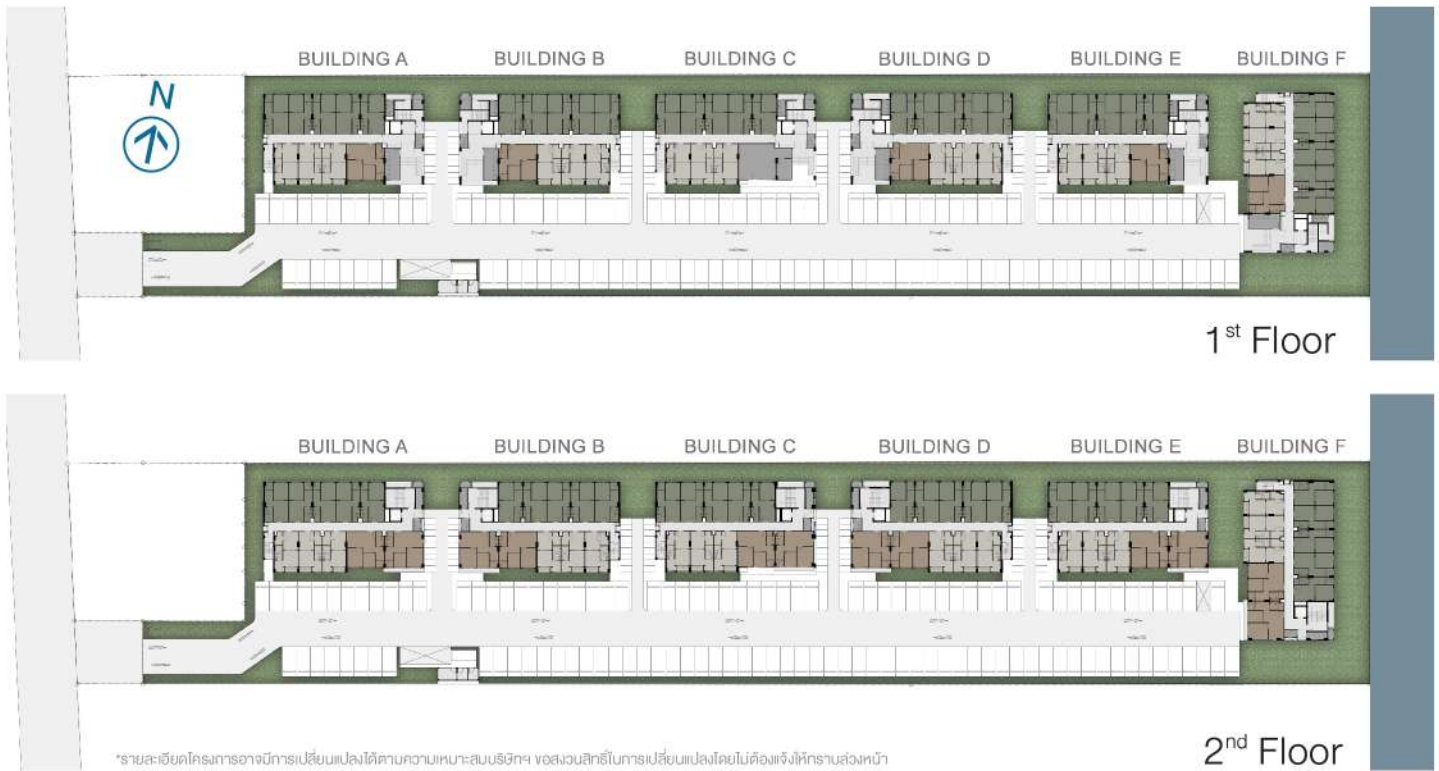 BUILDING A BUILDING B BUILDING C BUILDING D BUILDING E BUILDING F
N
1st Floor
BUILDING A BUILDING B BUILDING C BUILDING D BUILDING E BUILDING F
2nd Floor
*รายละเอียดโครงการอาจมีการเปลี่ยนแปลงได้ตามความเหมาะสมบริษัทฯ ขอสงวนสิทธิ์ในการเปลี่ยนแปลงโดยไม่ต้องแจ้งให้ทราบล่วงหน้า